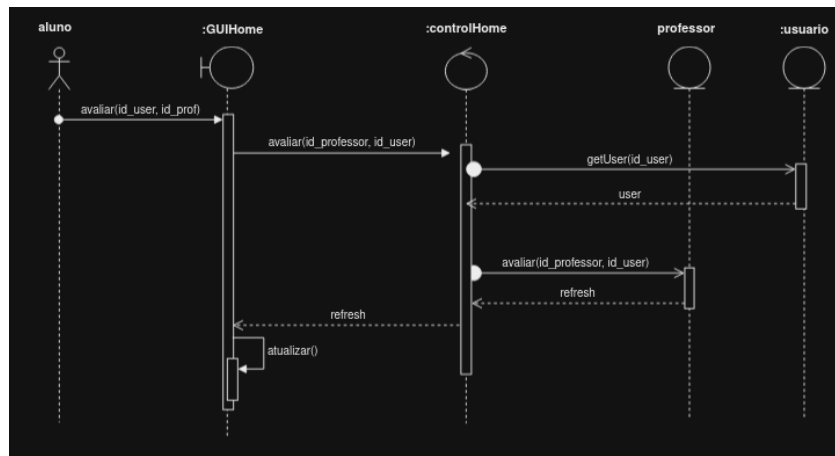 aluno
:GUIHome
:controlHome
professor
:usuario
avaliar(id_user, id_prof)
avaliar(id_professor, id_user)
getUser(id_user)
user
avaliar(id_professor, id_user)
refresh
refresh
atualizar()